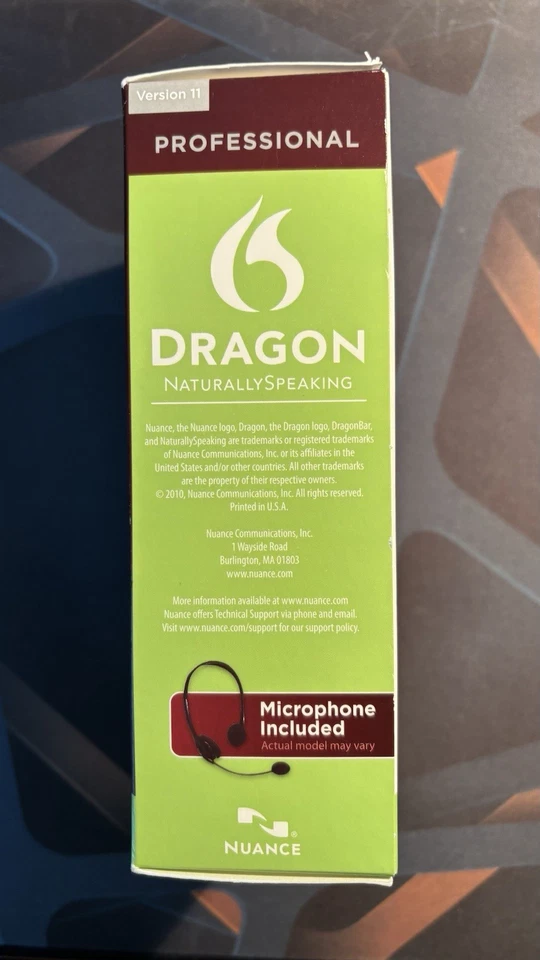 Version 11
PROFESSIONAL
DRAGON
NATURALLYSPEAKING
Nuance, the Nuance logo, Dragon, the Dragon logo, DragonBar,
and NaturallySpeaking are trademarks or registered trademarks
of Nuance Communications, Inc. or its affiliates in the
United States and/or other countries. All other trademarks
are the property of their respective owners.
© 2010, Nuance Communications, Inc. All rights reserved.
Printed in U.S.A.
Nuance Communications, Inc.
1 Wayside Road
Burlington, MA 01803
www.nuance.com
More information available at www.nuance.com
Nuance offers Technical Support via phone and email.
Visit www.nuance.com/support for our support policy.
Microphone
Included
Actual model may vary
NUANCE®